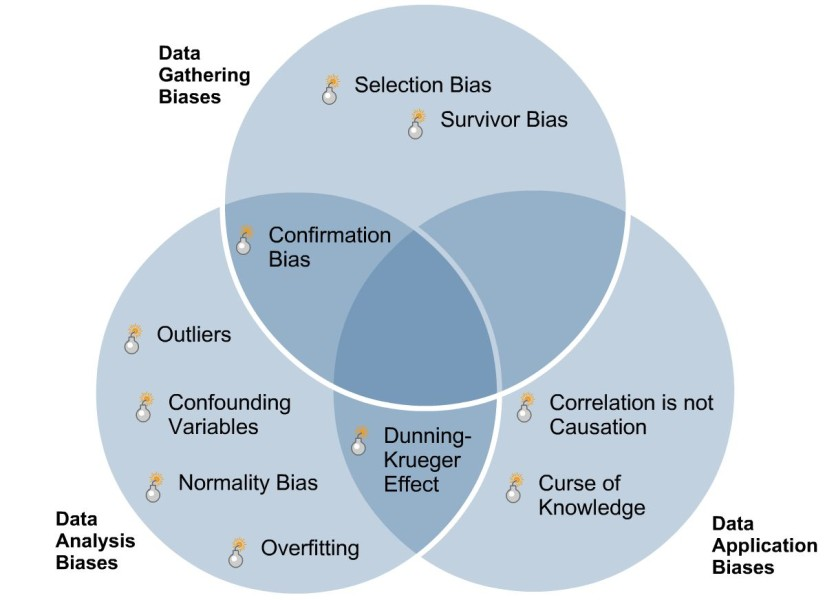 Data
Gathering
Biases
Selection Bias
Survivor Bias
Confirmation
Bias
Outliers
Confounding
Variables
Normality Bias
Overfitting
Dunning-
Krueger
Effect
Correlation is not
Causation
Curse of
Knowledge
Data
Analysis
Biases
Data
Application
Biases